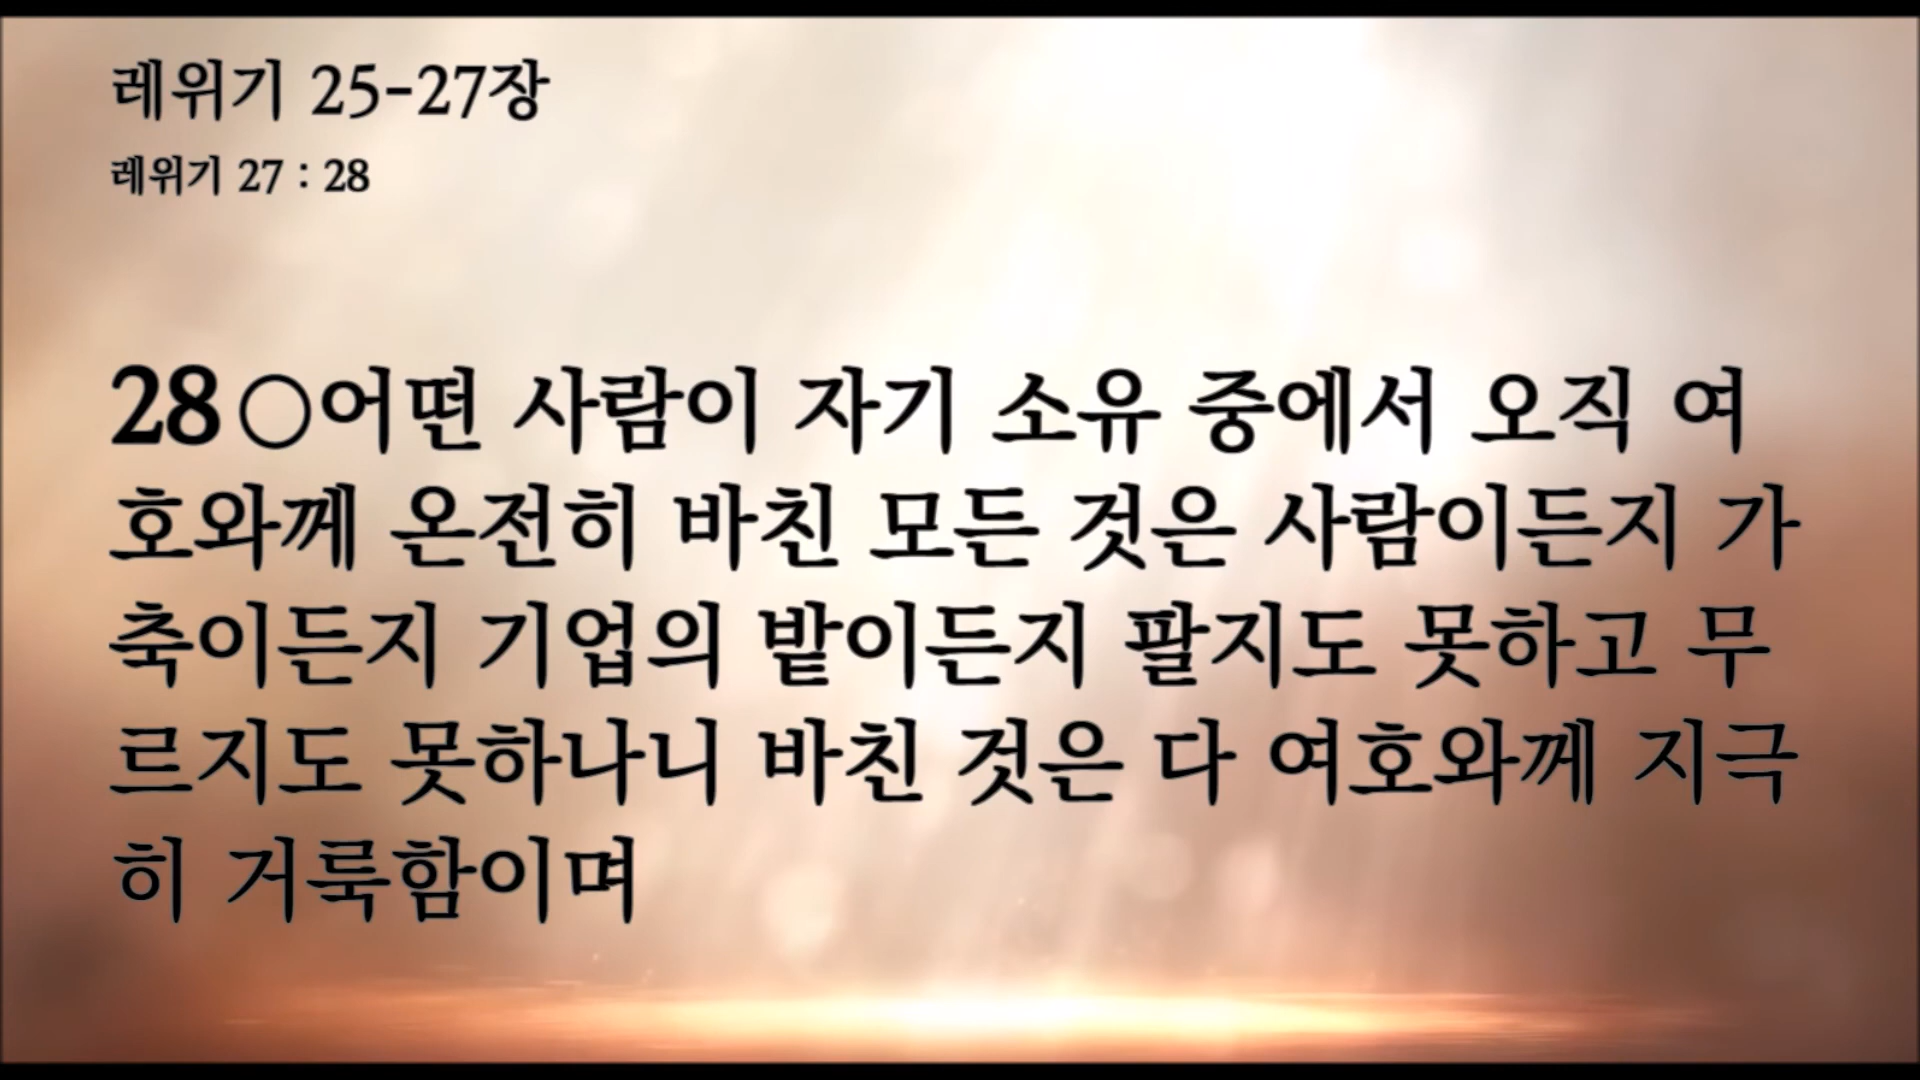 레위기 25-27장
레위기 27 : 28
28○어떤 사람이 자기 소유 중에서 오직 여
호와께 온전히 바친 모든 것은 사람이든지 가
축이든지 기업의 밭이든지 팔지도 못하고 무
르지도 못하나니 바친 것은 다 여호와께 지극
히 거룩함이며